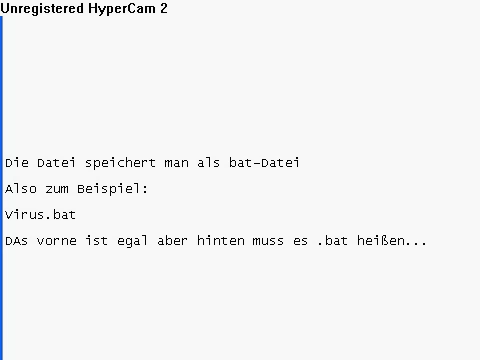 Unregistered HyperCam 2
Die Datei speichert man als bat-Datei
Also zum Beispiel:
Virus.bat
DAs vorne ist egal aber hinten muss es .bat heißen...